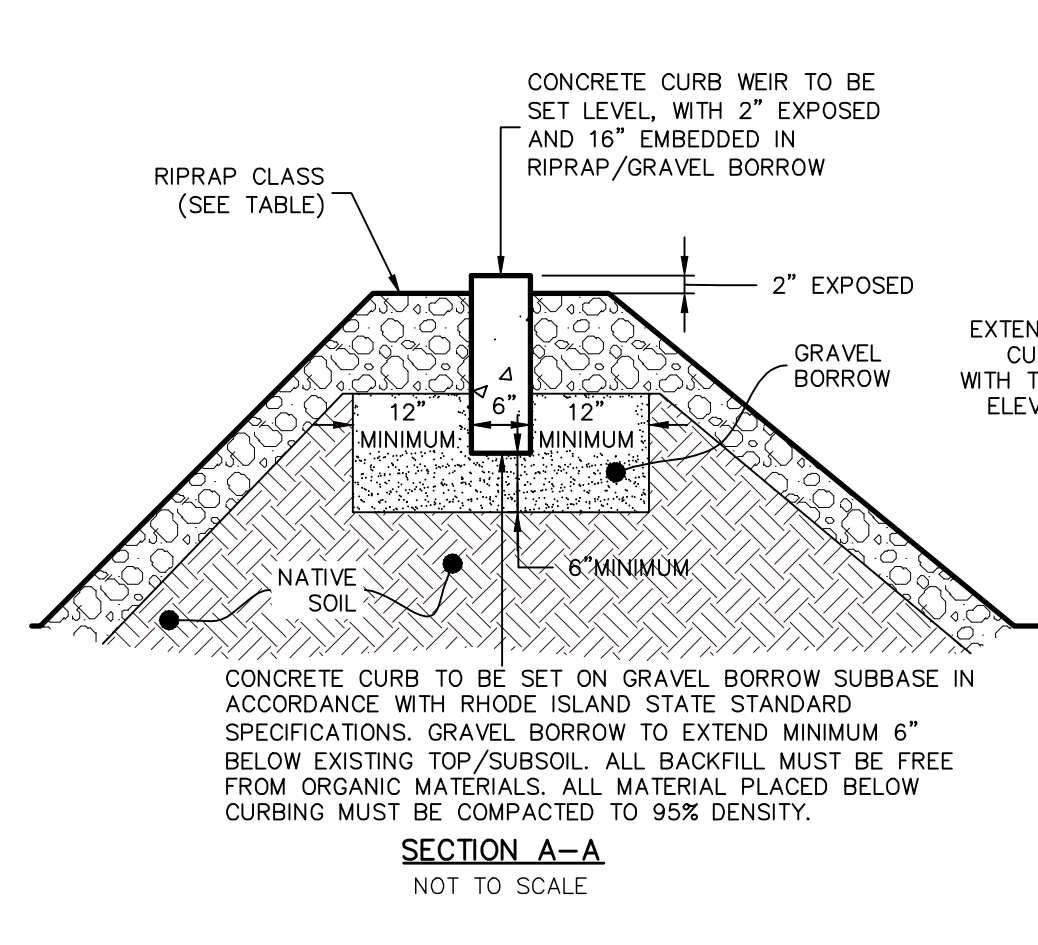 CONCRETE CURB WEIR TO BE
SET LEVEL, WITH 2" EXPOSED
AND 16" EMBEDDED IN
RIPRAP/GRAVEL BORROW
RIPRAP CLASS
(SEE TABLE)
2" EXPOSED
GRAVEL
BORROW
EXTEN
CU
WITH T
ELEV
12"
MINIMUM
6"
12"
MINIMUM
6"MINIMUM
NATIVE
SOIL
CONCRETE CURB TO BE SET ON GRAVEL BORROW SUBBASE IN
ACCORDANCE WITH RHODE ISLAND STATE STANDARD
SPECIFICATIONS. GRAVEL BORROW TO EXTEND MINIMUM 6"
BELOW EXISTING TOP/SUBSOIL. ALL BACKFILL MUST BE FREE
FROM ORGANIC MATERIALS. ALL MATERIAL PLACED BELOW
CURBING MUST BE COMPACTED TO 95% DENSITY.
SECTION A-A
NOT TO SCALE